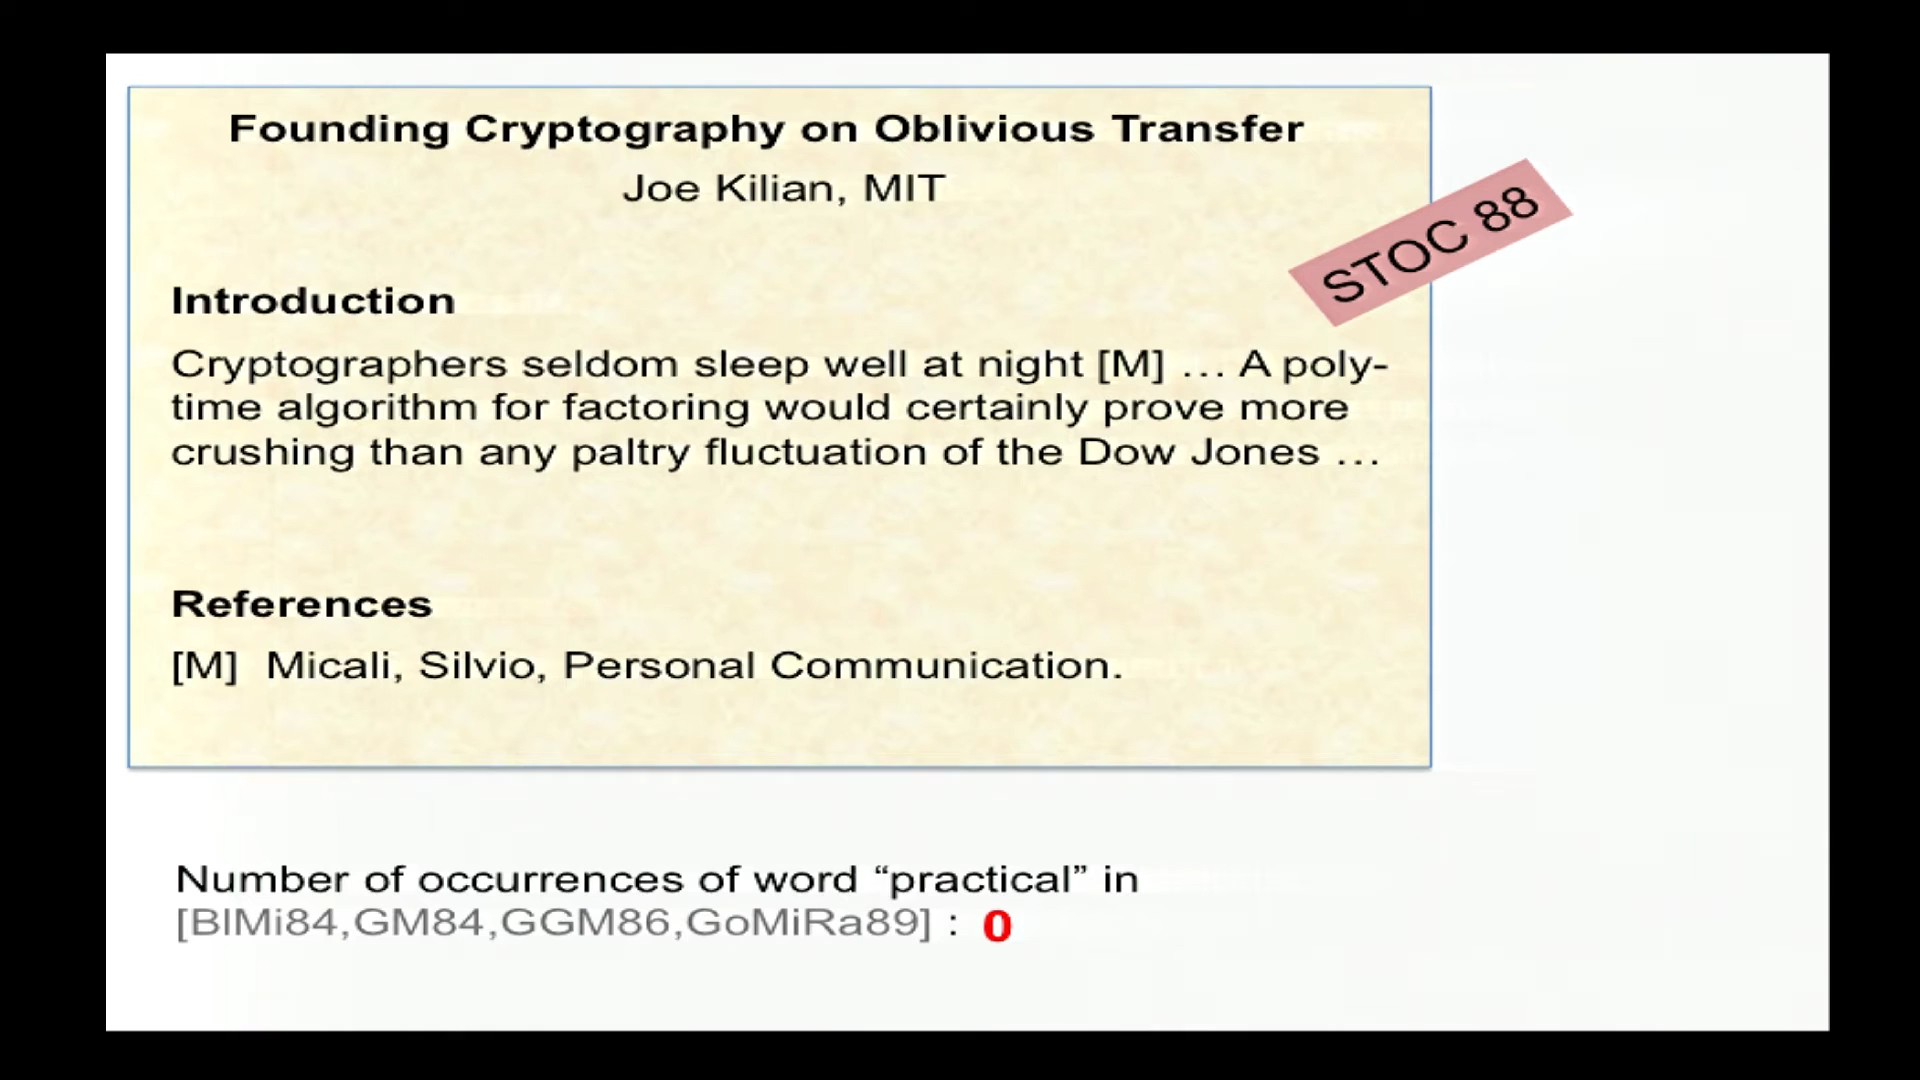 Founding Cryptography on Oblivious Transfer
Joe Kilian, MIT
STOC 88
Introduction
Cryptographers seldom sleep well at night [M] … A poly-
time algorithm for factoring would certainly prove more
crushing than any paltry fluctuation of the Dow Jones …
References
[M] Micali, Silvio, Personal Communication.
Number of occurrences of word “practical” in
[BlMi84,GM84,GGM86,GoMiRa89] : 0